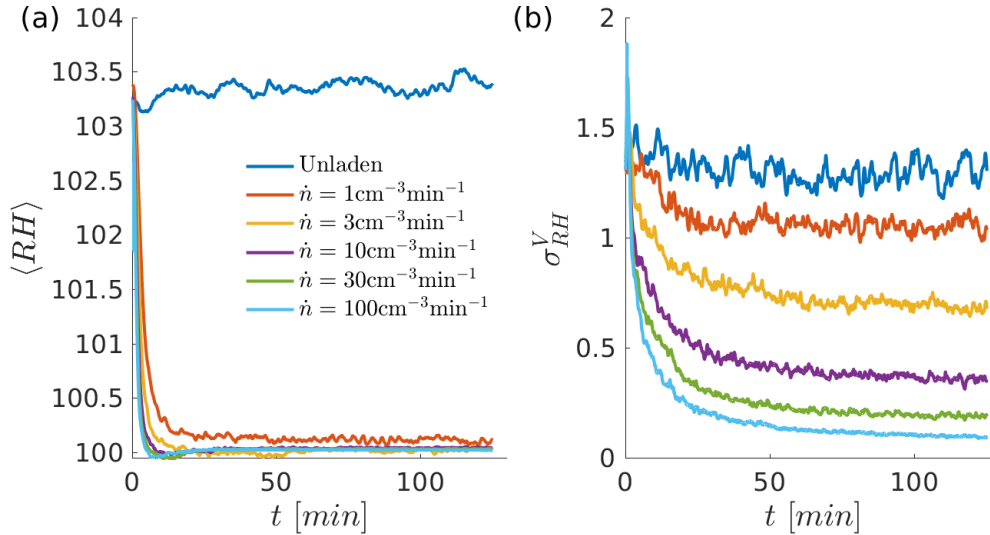 (a)
104
103.5
103
102.5
102
101.5
101
100.5
100
⟨RH⟩
Unladen
ṅ = 1cm⁻³min⁻¹
ṅ = 3cm⁻³min⁻¹
ṅ = 10cm⁻³min⁻¹
ṅ = 30cm⁻³min⁻¹
ṅ = 100cm⁻³min⁻¹
0 50 100
t [min]
(b)
2
1.5
1
0.5
0
σ^V_RH
0 50 100
t [min]